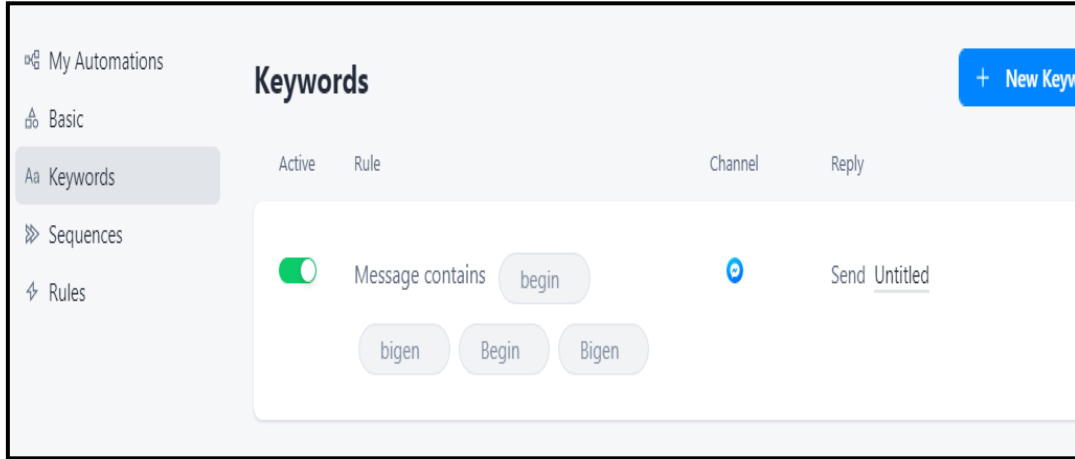 My Automations
Basic
Aa Keywords
Sequences
Rules
Keywords
+ New Keyw
Active Rule Channel Reply
Message contains begin Send Untitled
bigen Begin Bigen